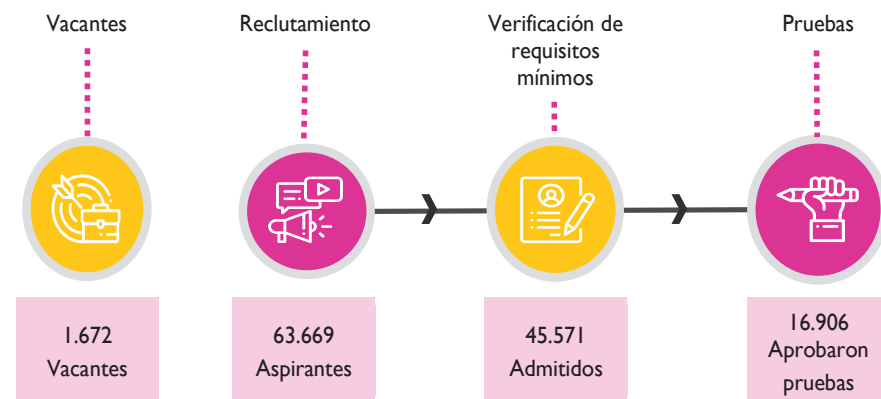 Vacantes
Reclutamiento
Verificación de
requisitos
mínimos
Pruebas
1.672
Vacantes
63.669
Aspirantes
45.571
Admitidos
16.906
Aprobaron
pruebas